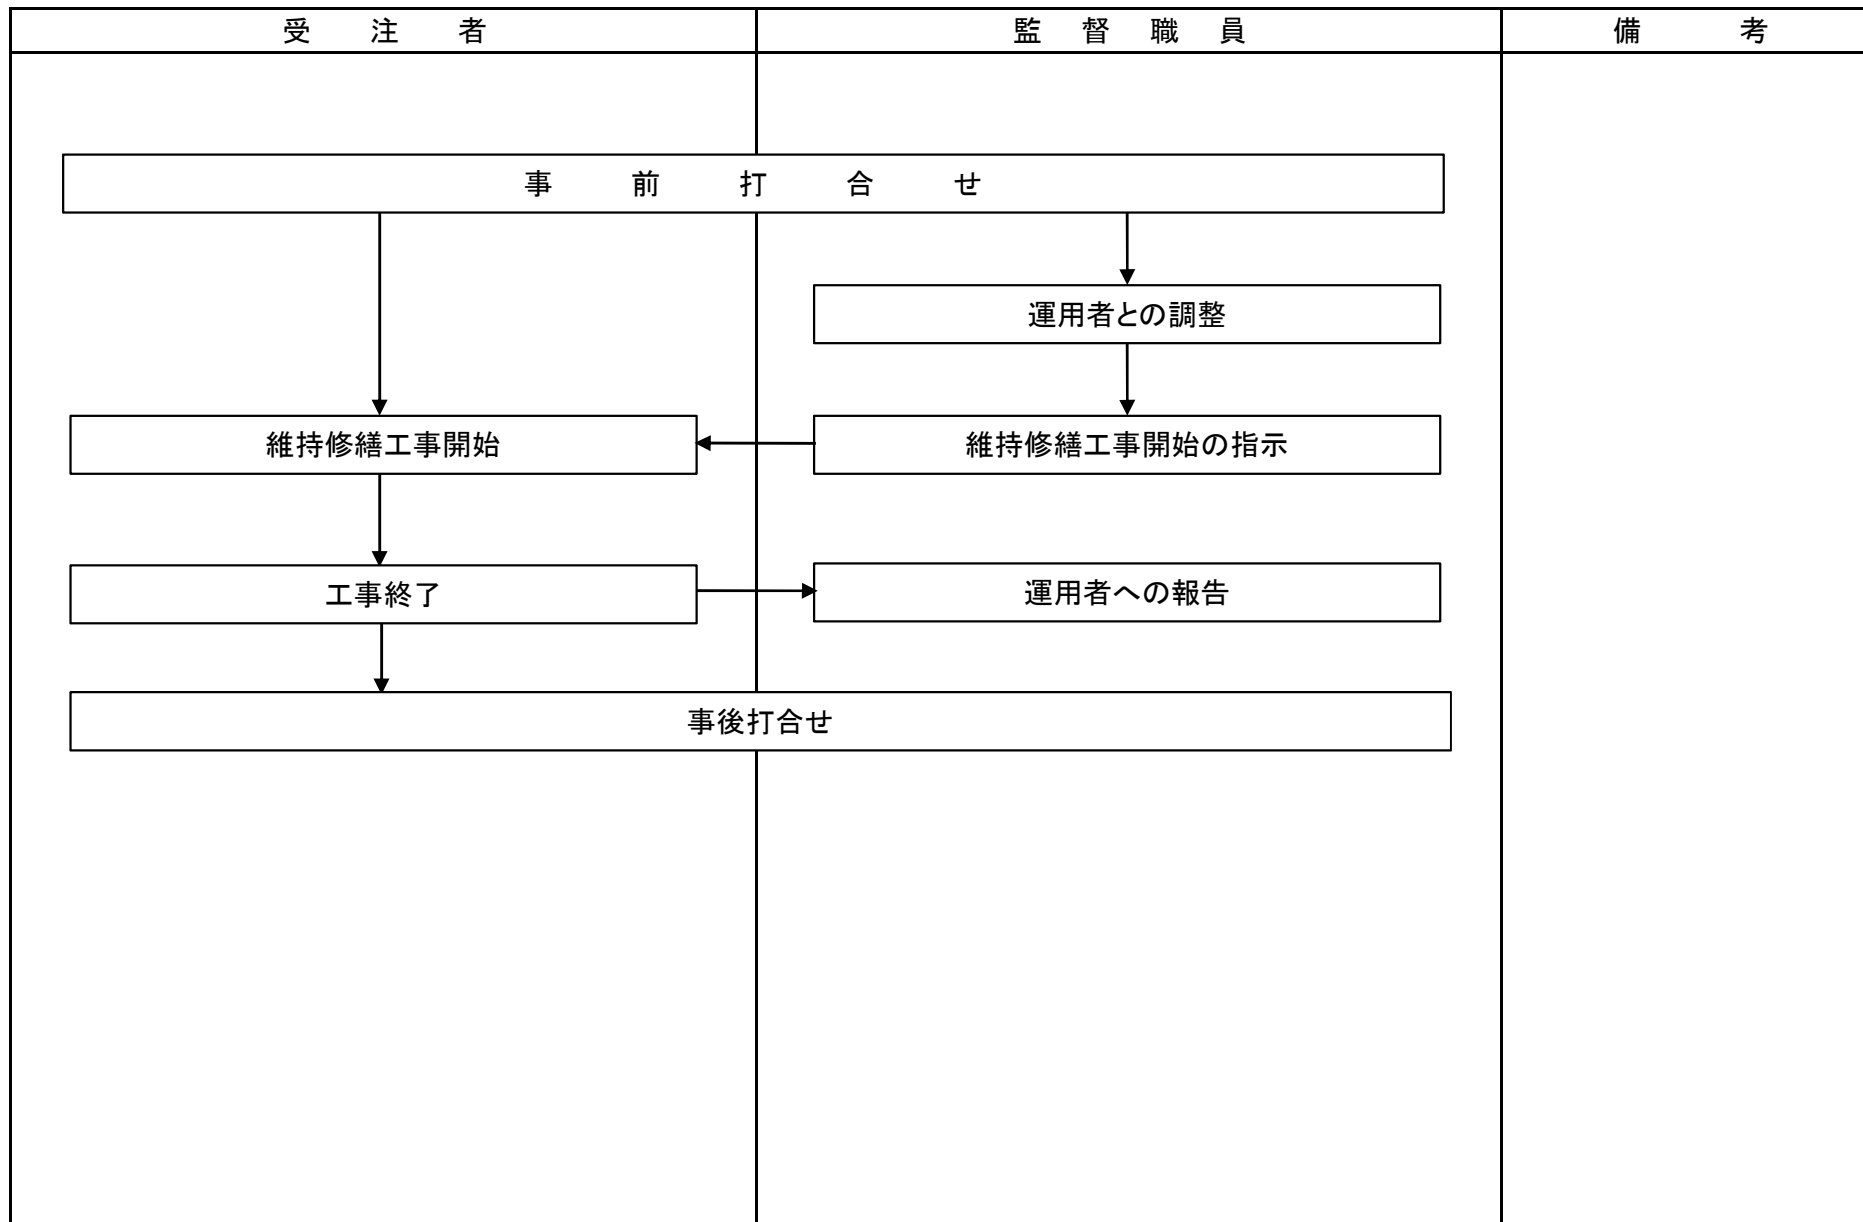 受注者 監督職員 備考
事前打合せ
運用者との調整
維持修繕工事開始 維持修繕工事開始の指示
工事終了 運用者への報告
事後打合せ